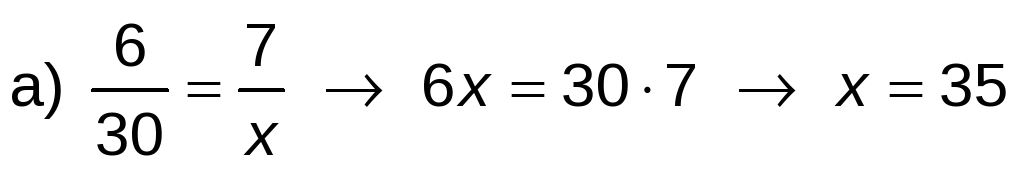 a) 6/30 = 7/x → 6x = 30 · 7 → x = 35